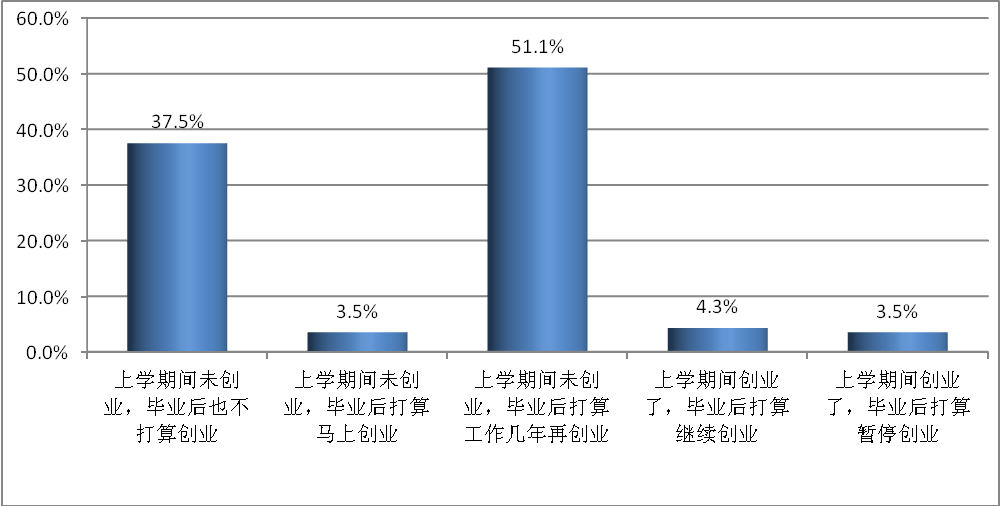 60.0%
50.0%
40.0%
30.0%
20.0%
10.0%
0.0%
37.5%
3.5%
51.1%
4.3%
3.5%
上学期间未创
业，毕业后也不
打算创业
上学期间未创
业，毕业后打算
马上创业
上学期间未创
业，毕业后打算
工作几年再创业
上学期间创业
了，毕业后打算
继续创业
上学期间创业
了，毕业后打算
暂停创业